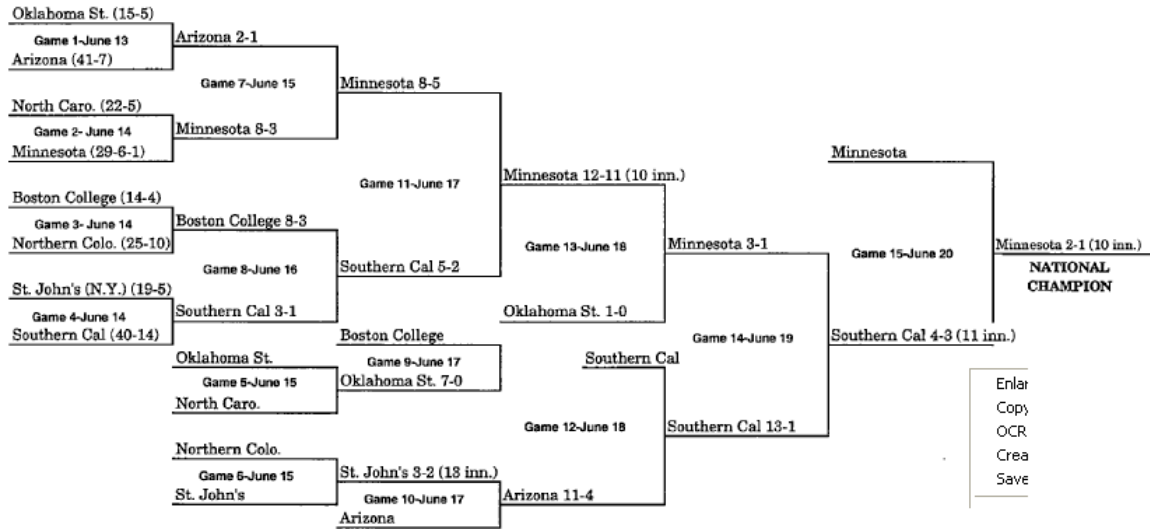 Oklahoma St. (15-5)
Game 1-June 13
Arizona (41-7)
Arizona 2-1
Game 7-June 15
North Caro. (22-5)
Game 2- June 14
Minnesota (29-6-1)
Minnesota 8-3
Minnesota 8-5
Game 11-June 17
Boston College (14-4)
Game 3- June 14
Northern Colo. (25-10)
Boston College 8-3
Game 8-June 16
St. John's (N.Y.) (19-5)
Game 4-June 14
Southern Cal (40-14)
Southern Cal 3-1
Southern Cal 5-2
Minnesota 12-11 (10 inn.)
Game 13-June 18
Oklahoma St. 1-0
Minnesota 3-1
Boston College
Game 9-June 17
Oklahoma St. 7-0
Oklahoma St.
Game 5-June 15
North Caro.
Northern Colo.
Game 6-June 15
St. John's
St. John's 3-2 (13 inn.)
Game 10-June 17
Arizona
Arizona 11-4
Southern Cal
Game 12-June 18
Southern Cal 13-1
Game 14-June 19
Minnesota
Game 15-June 20
Southern Cal 4-3 (11 inn.)
Minnesota 2-1 (10 inn.)
NATIONAL
CHAMPION
Enlar
Copy
OCR
Crea
Save